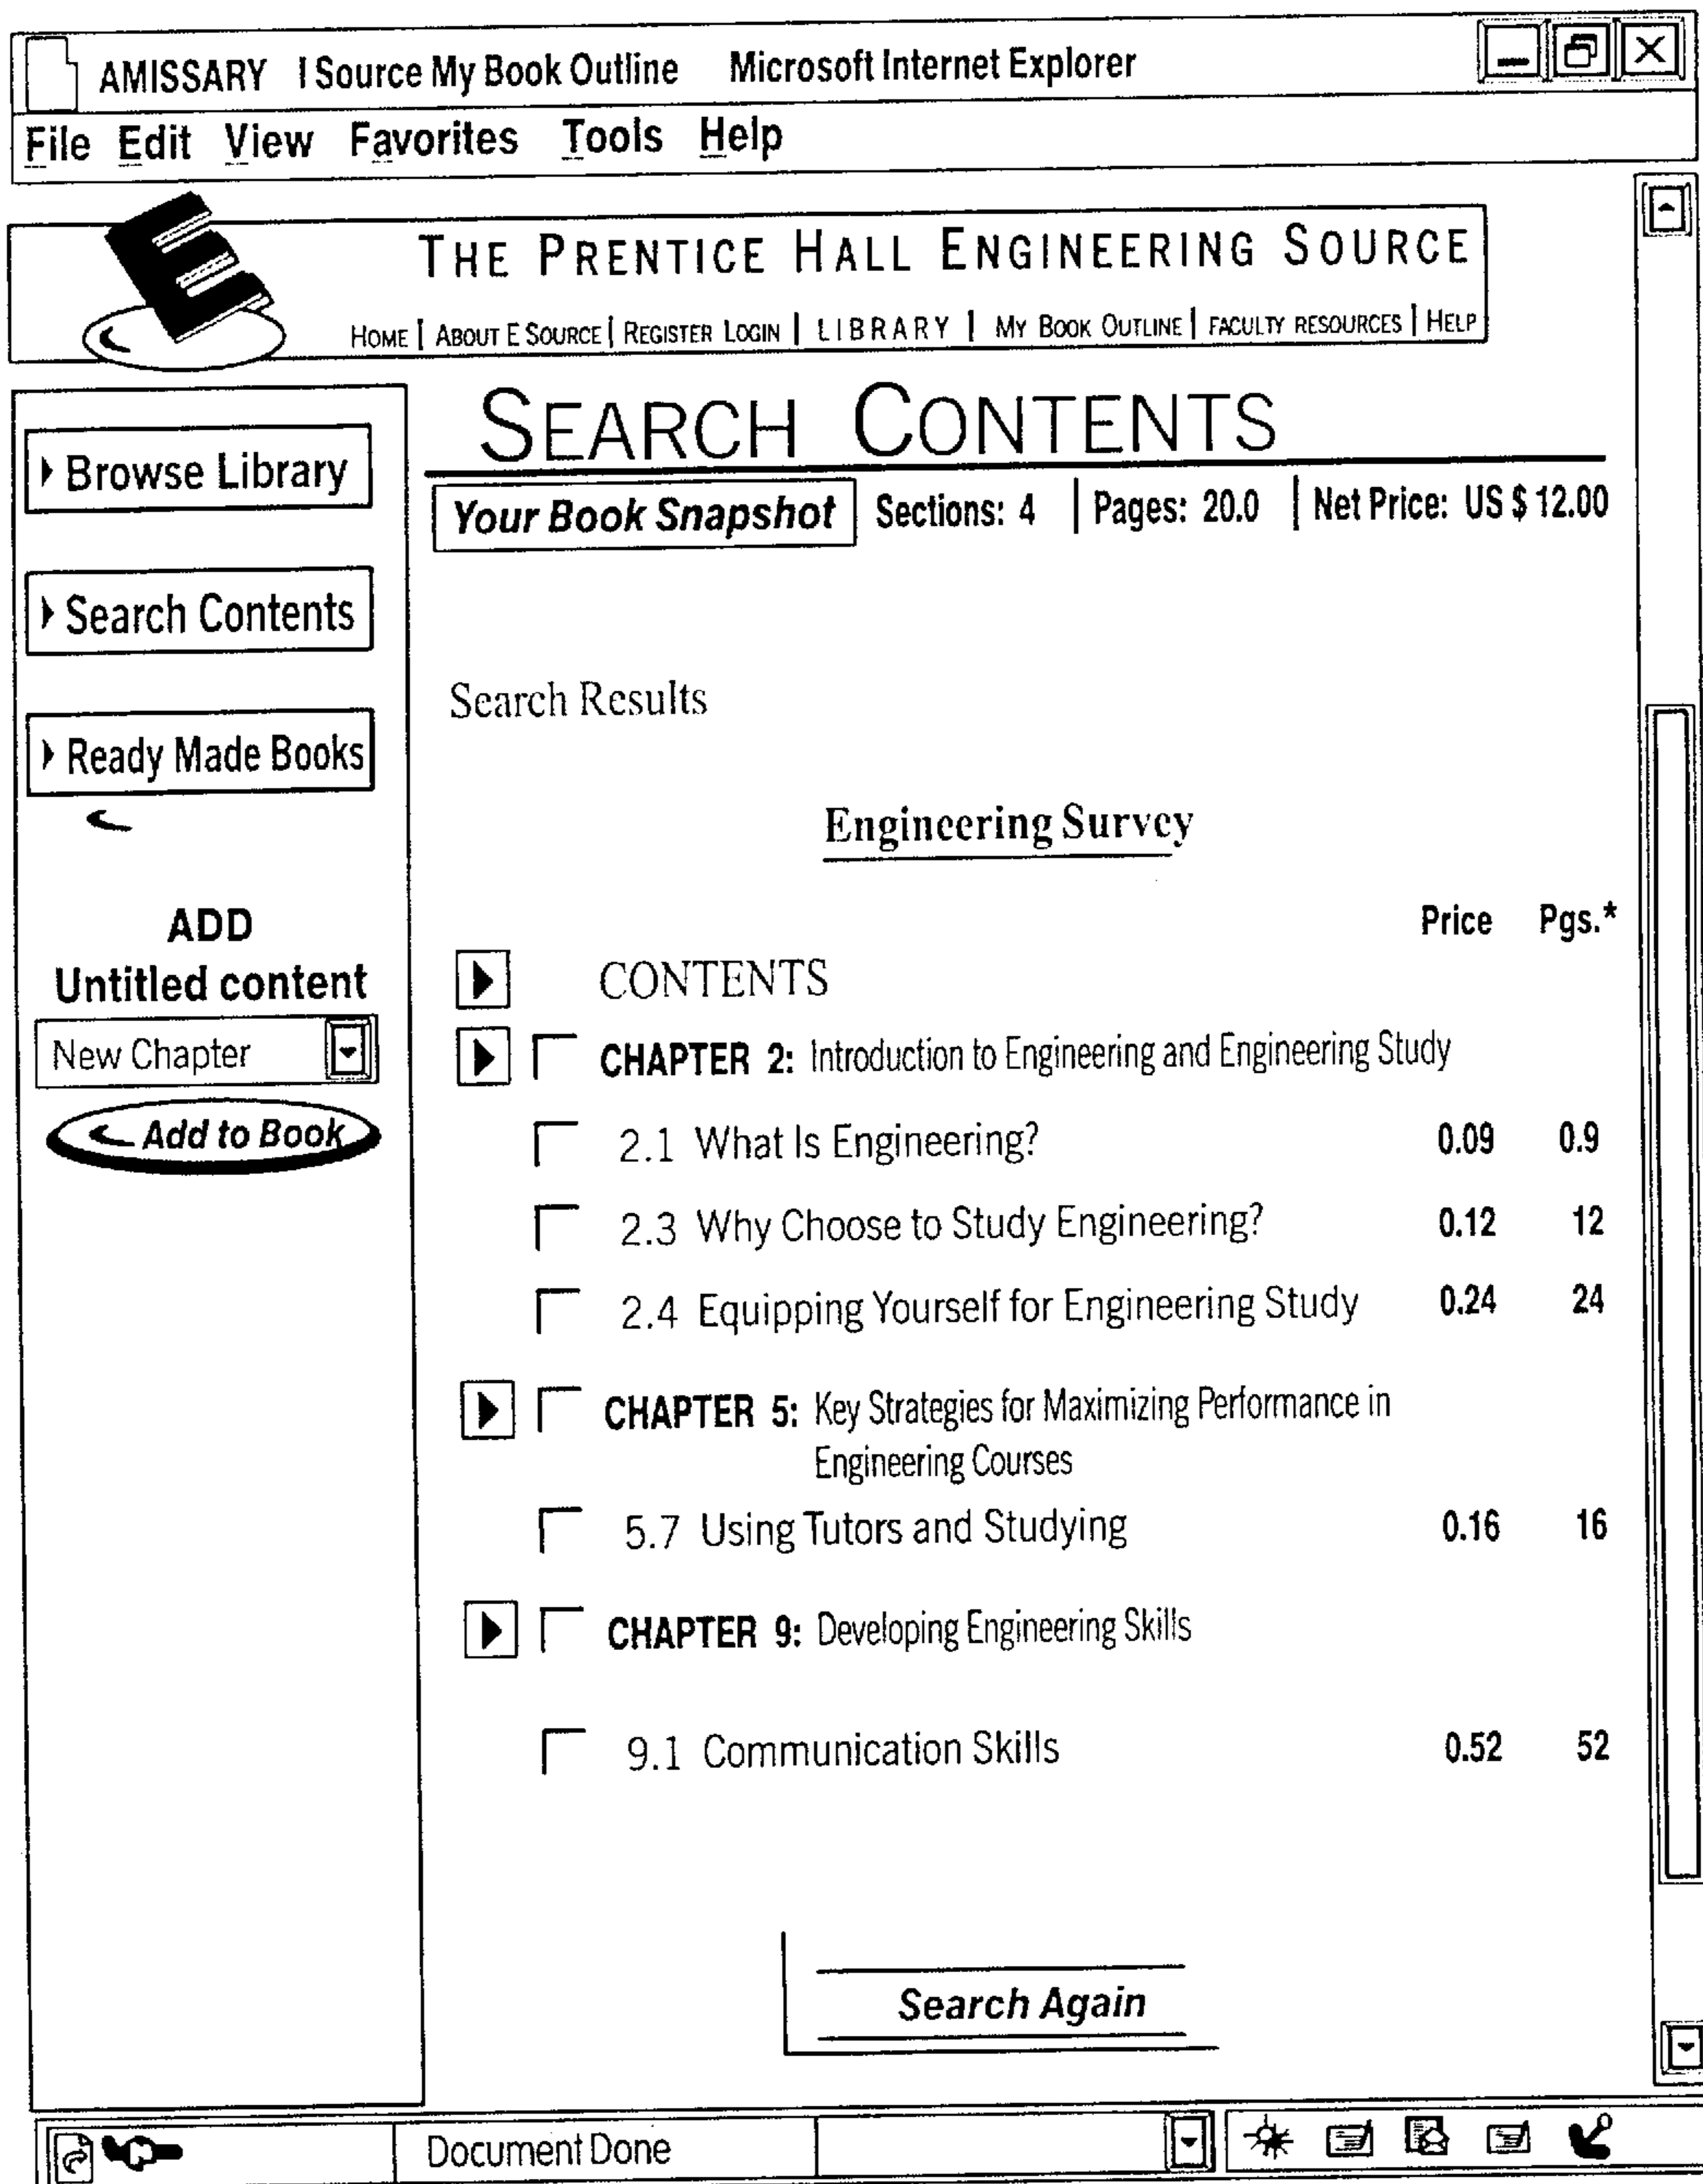 AMISSARY I Source My Book Outline Microsoft Internet Explorer
File Edit View Favorites Tools Help
THE PRENTICE HALL ENGINEERING SOURCE
HOME | ABOUT E SOURCE | REGISTER LOGIN | LIBRARY | MY BOOK OUTLINE | FACULTY RESOURCES | HELP
Browse Library
Search Contents
Ready Made Books
ADD
Untitled content
New Chapter
Add to Book
SEARCH CONTENTS
Your Book Snapshot Sections: 4 | Pages: 20.0 | Net Price: US $ 12.00
Search Results
Engineering Survey
Price Pgs.*
CONTENTS
CHAPTER 2: Introduction to Engineering and Engineering Study
2.1 What Is Engineering? 0.09 0.9
2.3 Why Choose to Study Engineering? 0.12 12
2.4 Equipping Yourself for Engineering Study 0.24 24
CHAPTER 5: Key Strategies for Maximizing Performance in
Engineering Courses
5.7 Using Tutors and Studying 0.16 16
CHAPTER 9: Developing Engineering Skills
9.1 Communication Skills 0.52 52
Search Again
Document Done